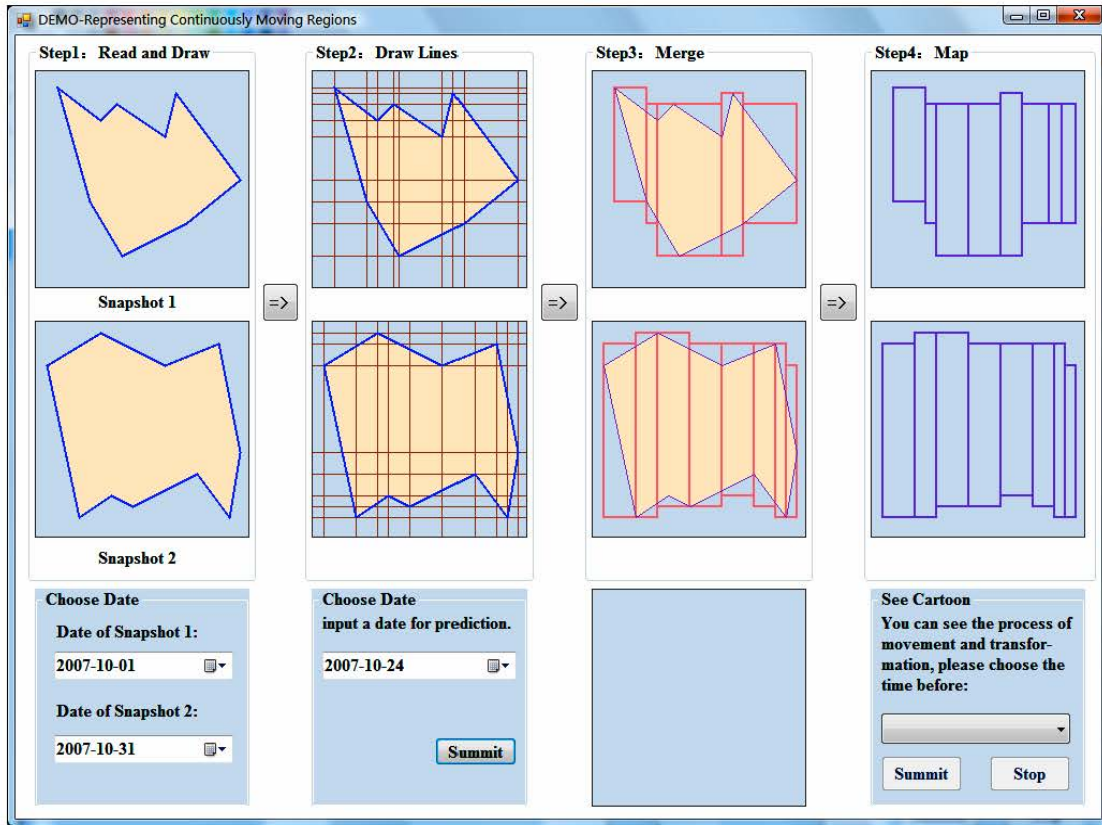 DEMO-Representing Continuously Moving Regions
Step1: Read and Draw
Step2: Draw Lines
Step3: Merge
Step4: Map
=>
=>
=>
Snapshot 1
Snapshot 2
Choose Date
Date of Snapshot 1:
2007-10-01
Date of Snapshot 2:
2007-10-31
Choose Date
input a date for prediction.
2007-10-24
Summit
See Cartoon
You can see the process of
movement and transfor-
mation, please choose the
time before:
Summit
Stop